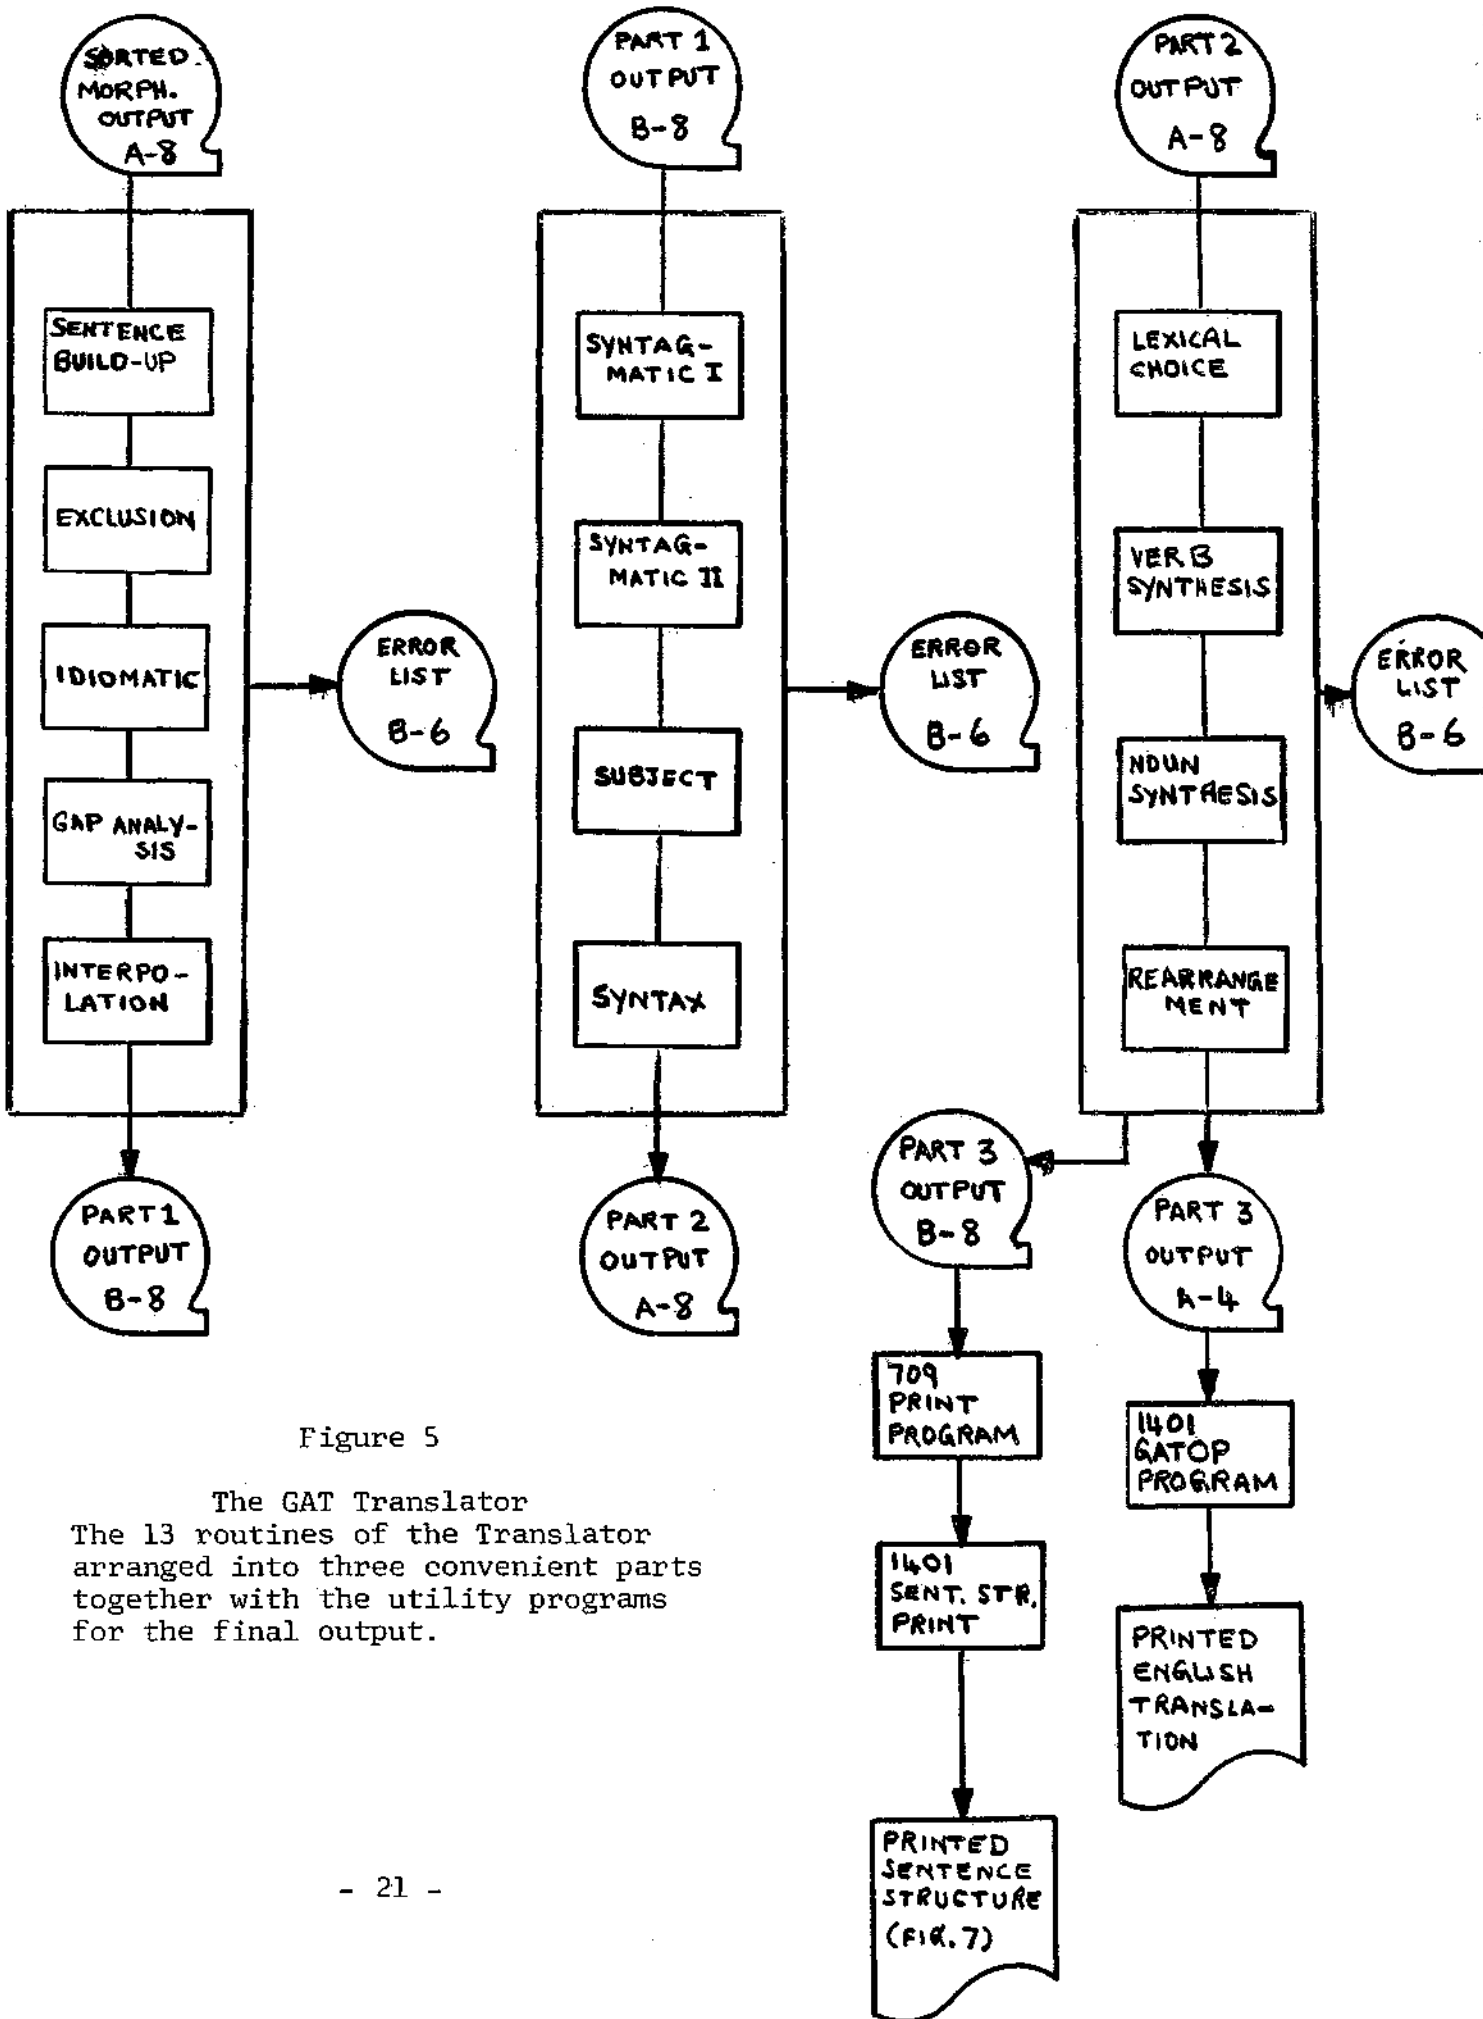 SORTED
MORPH.
OUTPUT
A-8
SENTENCE
BUILD-UP
EXCLUSION
IDIOMATIC
GAP ANALY-
SIS
INTERPO-
LATION
PART 1
OUTPUT
B-8
ERROR
LIST
B-6
PART 1
OUTPUT
B-8
SYNTAG-
MATIC I
SYNTAG-
MATIC II
SUBJECT
SYNTAX
PART 2
OUTPUT
A-8
ERROR
LIST
B-6
PART 2
OUTPUT
A-8
LEXICAL
CHOICE
VERB
SYNTHESIS
NOUN
SYNTHESIS
REARRANGE
MENT
ERROR
LIST
B-6
PART 3
OUTPUT
B-8
709
PRINT
PROGRAM
1401
SENT. STR.
PRINT
PRINTED
SENTENCE
STRUCTURE
(FIG. 7)
PART 3
OUTPUT
A-4
1401
GATOP
PROGRAM
PRINTED
ENGLISH
TRANSLA-
TION
Figure 5
The GAT Translator
The 13 routines of the Translator
arranged into three convenient parts
together with the utility programs
for the final output.
- 21 -